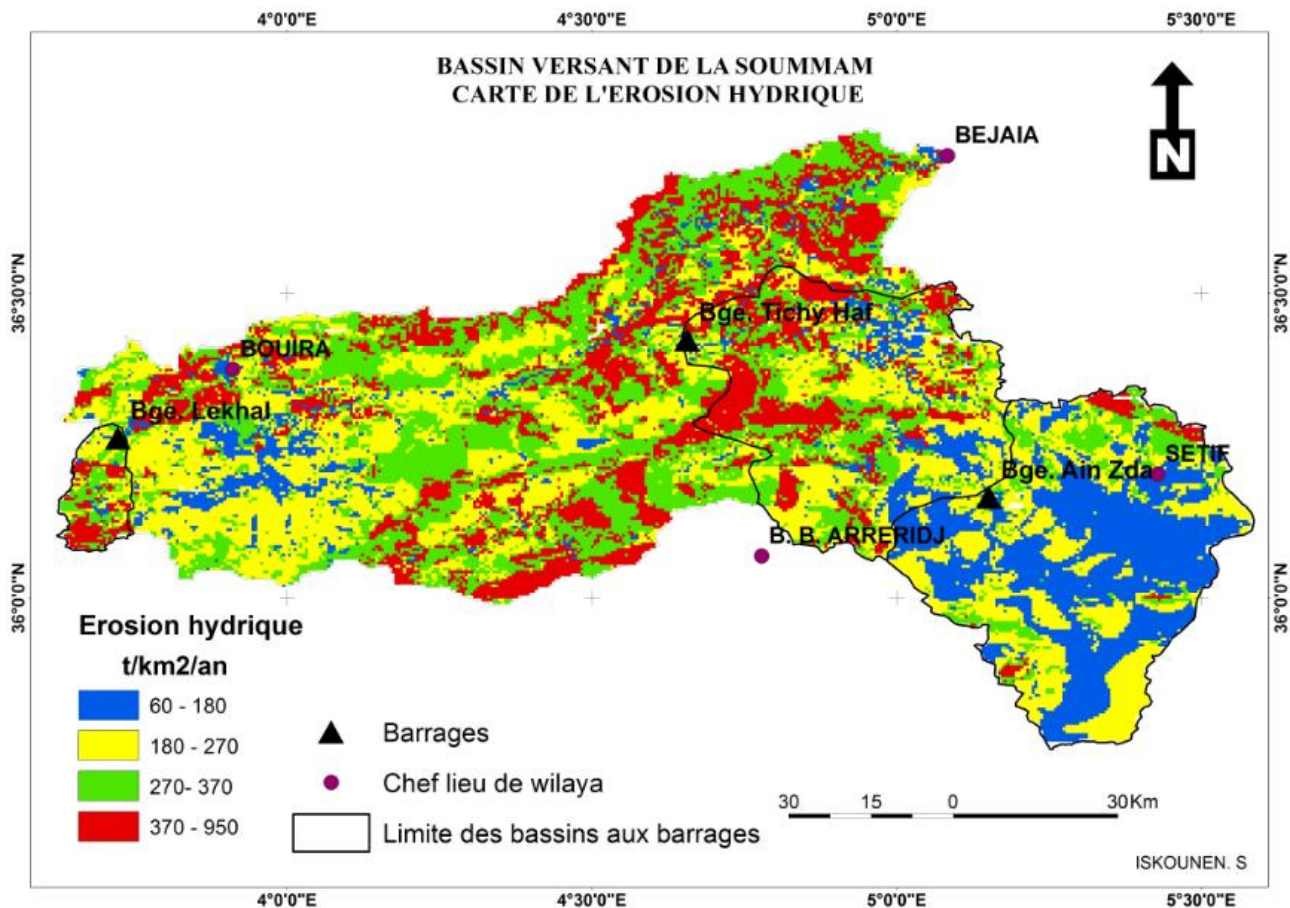 4°0'0"E
4°30'0"E
5°0'0"E
5°30'0"E
BASSIN VERSANT DE LA SOUMMAM
CARTE DE L'EROSION HYDRIQUE
N
BEJAIA
36°30'0"N
36°30'0"N
Bge. Tichy Haf
BOUIRA
Bge. Lekhal
SETIF
Bge. Ain Zda
B. B. ARRERIDJ
36°0'0"N
36°0'0"N
Erosion hydrique
t/km2/an
60 - 180
180 - 270
270- 370
370 - 950
Barrages
Chef lieu de wilaya
Limite des bassins aux barrages
30 15 0 30Km
ISKOUNEN. S
4°0'0"E
4°30'0"E
5°0'0"E
5°30'0"E